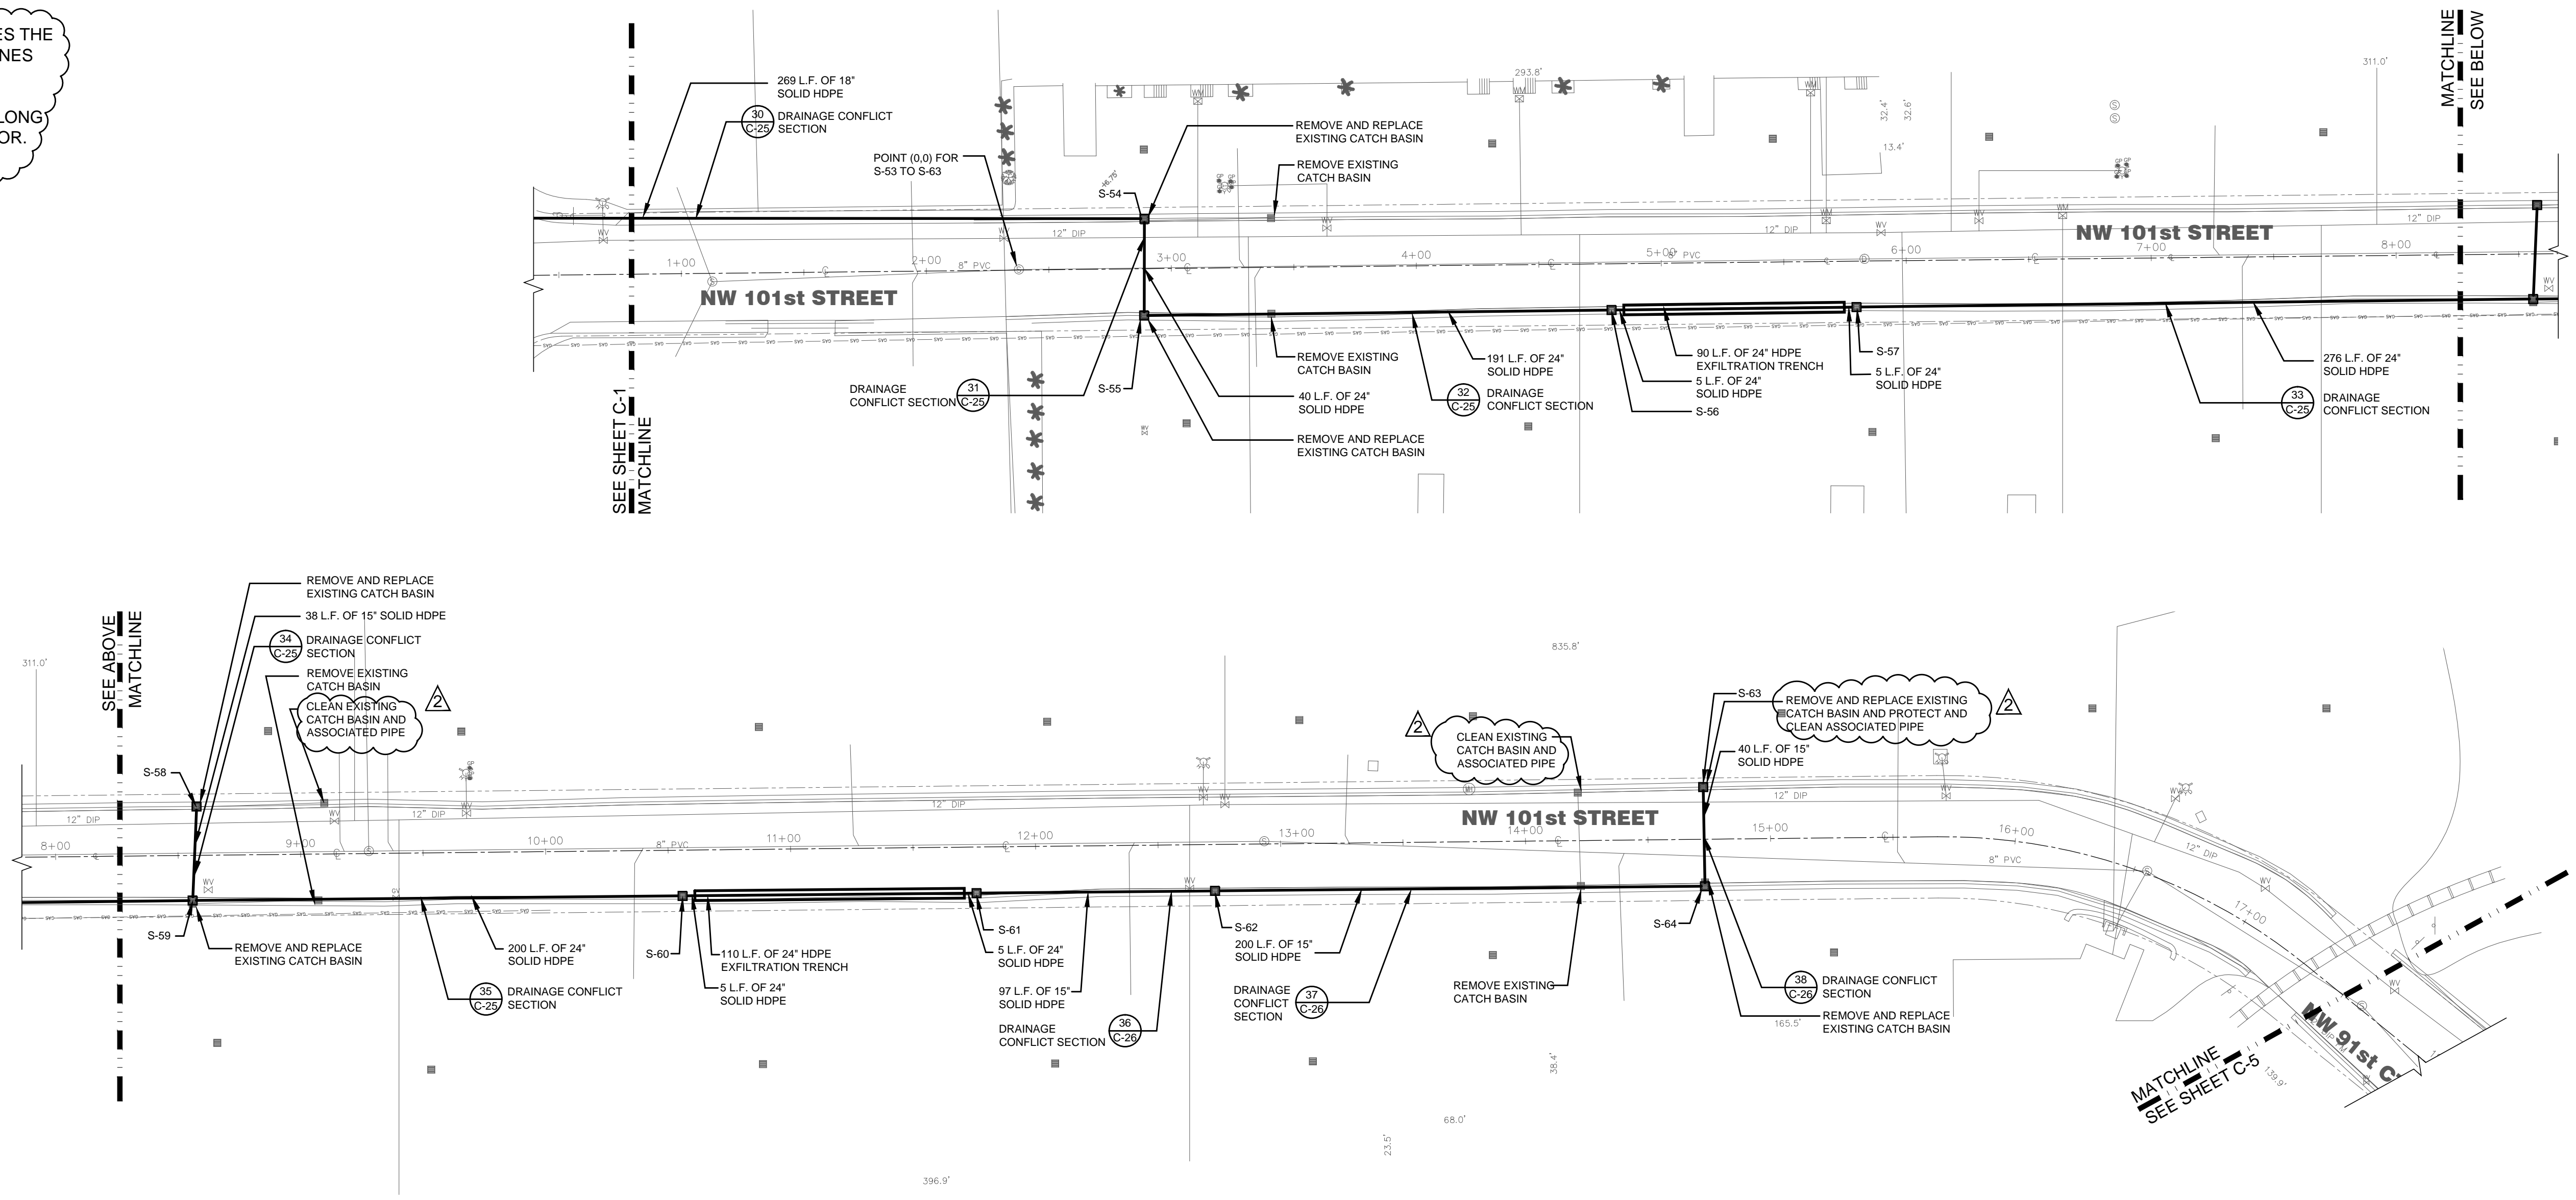 ES THE
NES
LONG
OR.
SEE SHEET C-1
MATCHLINE
269 L.F. OF 18"
SOLID HDPE
30
C-25
DRAINAGE CONFLICT
SECTION
POINT (0,0) FOR
S-53 TO S-63
S-54
REMOVE AND REPLACE
EXISTING CATCH BASIN
REMOVE EXISTING
CATCH BASIN
293.8'
32.4'
32.6'
13.4'
311.0'
MATCHLINE
SEE BELOW
WM
WM
WM
WV
WV
WV
WM
WV
WV
WM
12" DIP
12" DIP
12" DIP
NW 101st STREET
1+00
2+00
8" PVC
3+00
4+00
5+00
8" PVC
6+00
7+00
8+00
NW 101st STREET
WV
DRAINAGE
CONFLICT SECTION
31
C-25
S-55
WV
REMOVE EXISTING
CATCH BASIN
40 L.F. OF 24"
SOLID HDPE
REMOVE AND REPLACE
EXISTING CATCH BASIN
191 L.F. OF 24"
SOLID HDPE
32
C-25
DRAINAGE
CONFLICT SECTION
90 L.F. OF 24" HDPE
EXFILTRATION TRENCH
5 L.F. OF 24"
SOLID HDPE
S-56
S-57
5 L.F. OF 24"
SOLID HDPE
276 L.F. OF 24"
SOLID HDPE
33
C-25
DRAINAGE
CONFLICT SECTION
311.0'
SEE ABOVE
MATCHLINE
REMOVE AND REPLACE
EXISTING CATCH BASIN
38 L.F. OF 15" SOLID HDPE
34
C-25
DRAINAGE CONFLICT
SECTION
REMOVE EXISTING
CATCH BASIN
CLEAN EXISTING
CATCH BASIN AND
ASSOCIATED PIPE
2
S-58
835.8'
2
CLEAN EXISTING
CATCH BASIN AND
ASSOCIATED PIPE
S-63
REMOVE AND REPLACE EXISTING
CATCH BASIN AND PROTECT AND
CLEAN ASSOCIATED PIPE
2
40 L.F. OF 15"
SOLID HDPE
12" DIP
12" DIP
12" DIP
12" DIP
12" DIP
NW 101st STREET
8+00
9+00
10+00
8" PVC
11+00
12+00
13+00
14+00
15+00
16+00
8" PVC
17+00
S-59
REMOVE AND REPLACE
EXISTING CATCH BASIN
200 L.F. OF 24"
SOLID HDPE
35
C-25
DRAINAGE CONFLICT
SECTION
S-60
110 L.F. OF 24" HDPE
EXFILTRATION TRENCH
5 L.F. OF 24"
SOLID HDPE
S-61
5 L.F. OF 24"
SOLID HDPE
97 L.F. OF 15"
SOLID HDPE
DRAINAGE
CONFLICT SECTION
36
C-26
S-62
200 L.F. OF 15"
SOLID HDPE
DRAINAGE
CONFLICT
SECTION
37
C-26
REMOVE EXISTING
CATCH BASIN
S-64
38
C-26
DRAINAGE CONFLICT
SECTION
REMOVE AND REPLACE
EXISTING CATCH BASIN
165.5'
38.4'
68.0'
23.5'
396.9'
139.9'
NW 91st C
MATCHLINE
SEE SHEET C-5